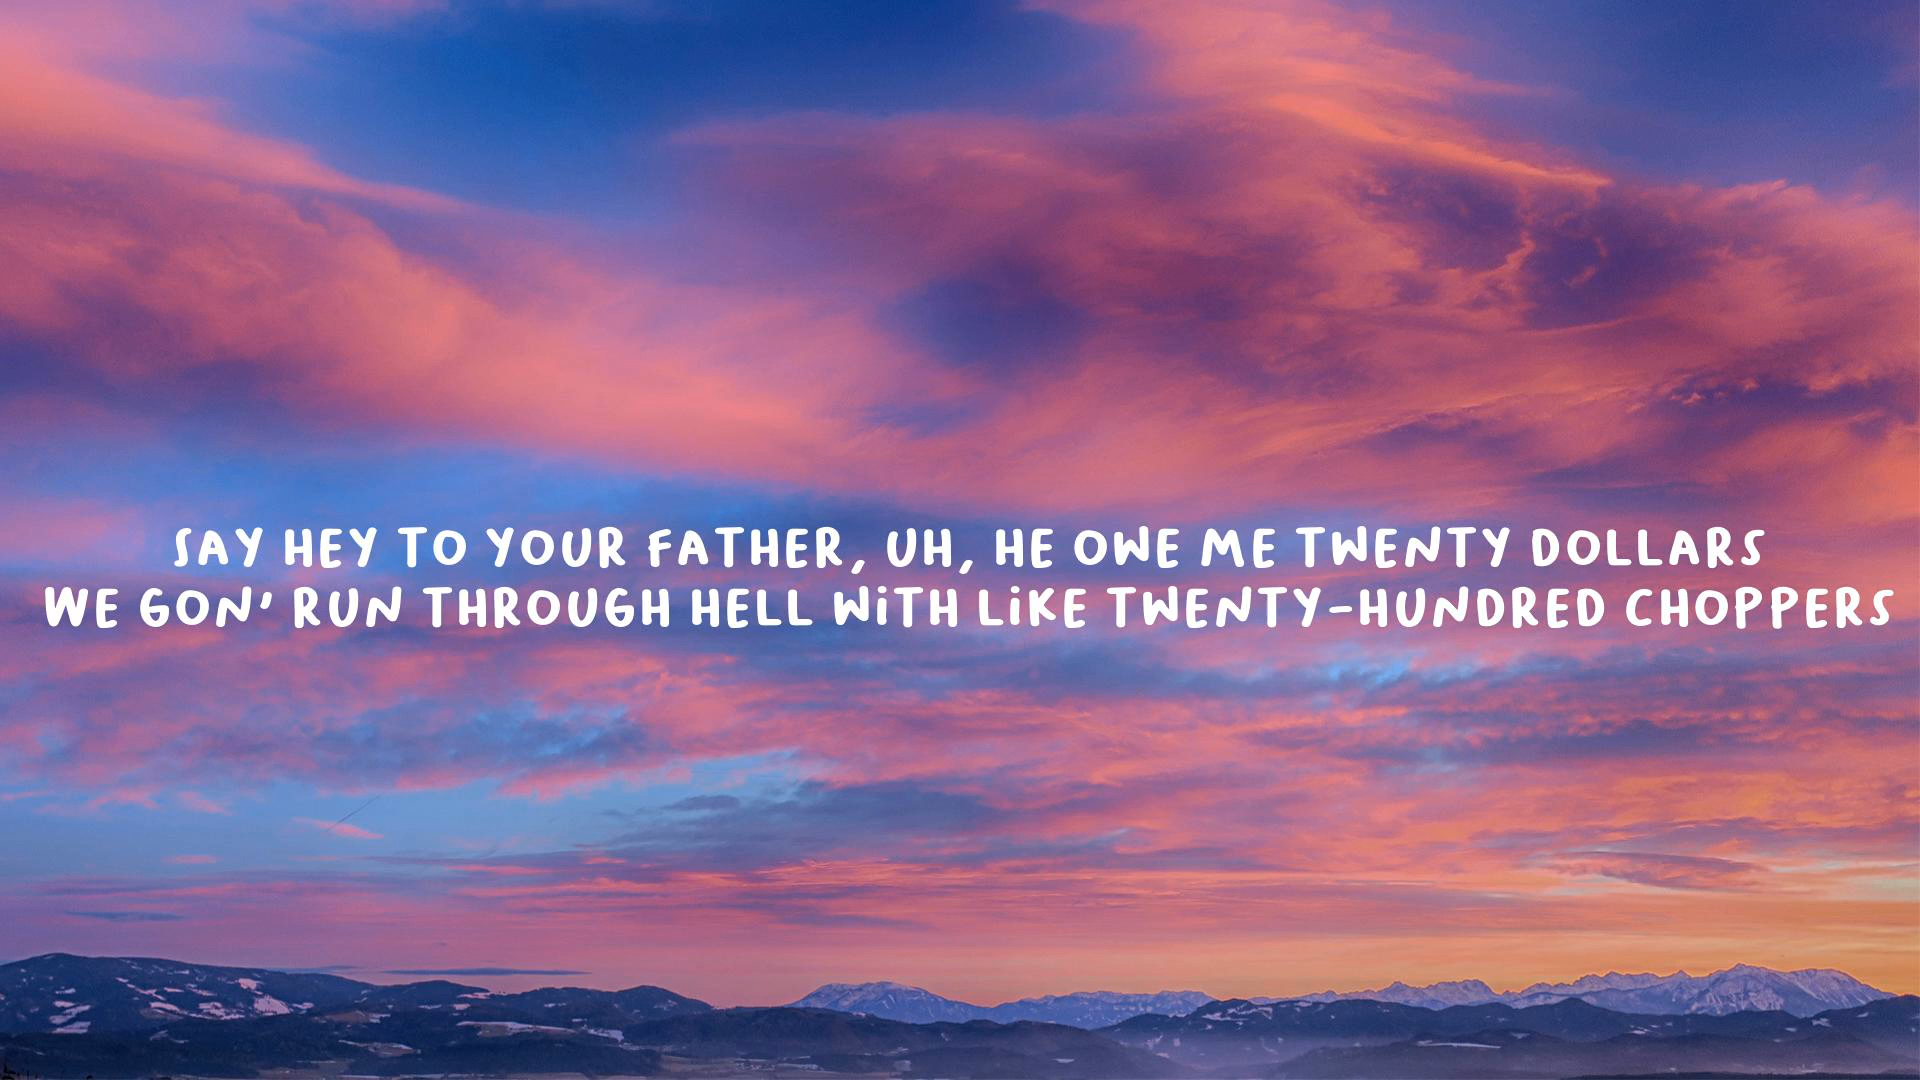 SAY HEY TO YOUR FATHER, UH, HE OWE ME TWENTY DOLLARS
WE GON' RUN THROUGH HELL WiTH LiKE TWENTY-HUNDRED CHOPPERS